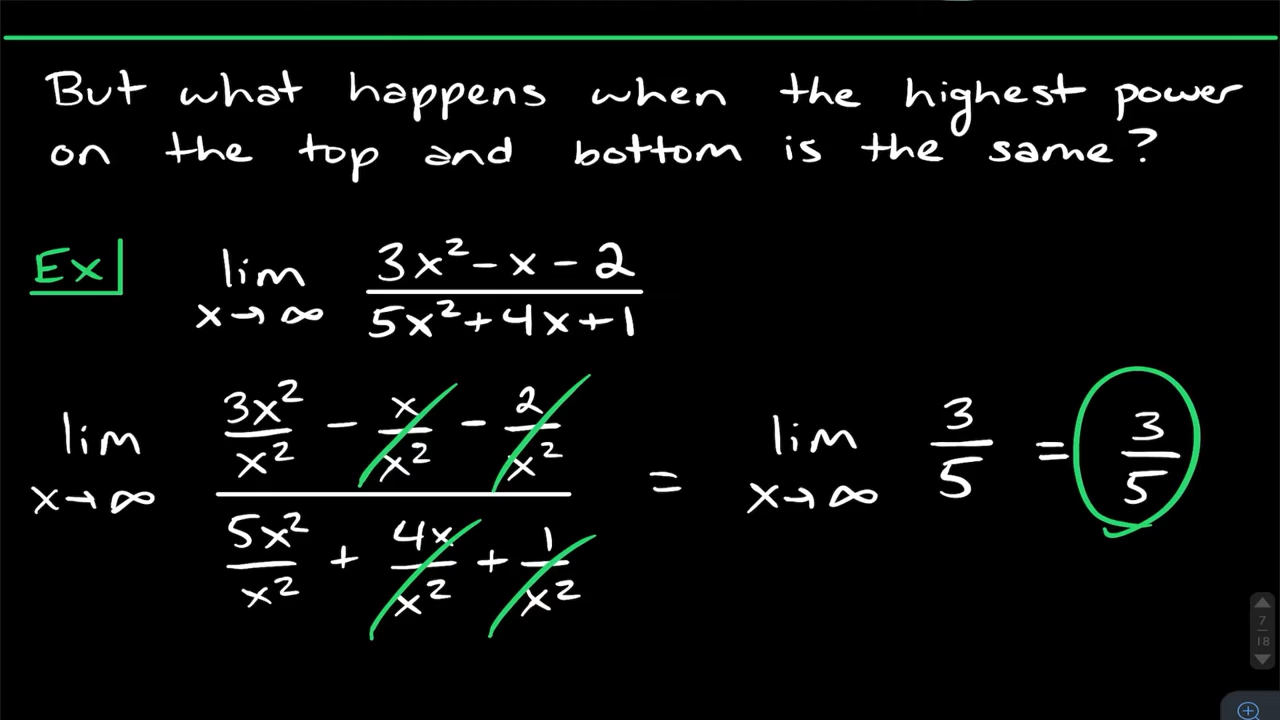 But what happens when the highest power
on the top and bottom is the same?
Ex lim x→∞ (3x² − x − 2)/(5x² + 4x + 1)
lim x→∞ (3x²/x² − x/x² − 2/x²)/(5x²/x² + 4x/x² + 1/x²) = lim x→∞ 3/5 = 3/5
7
18